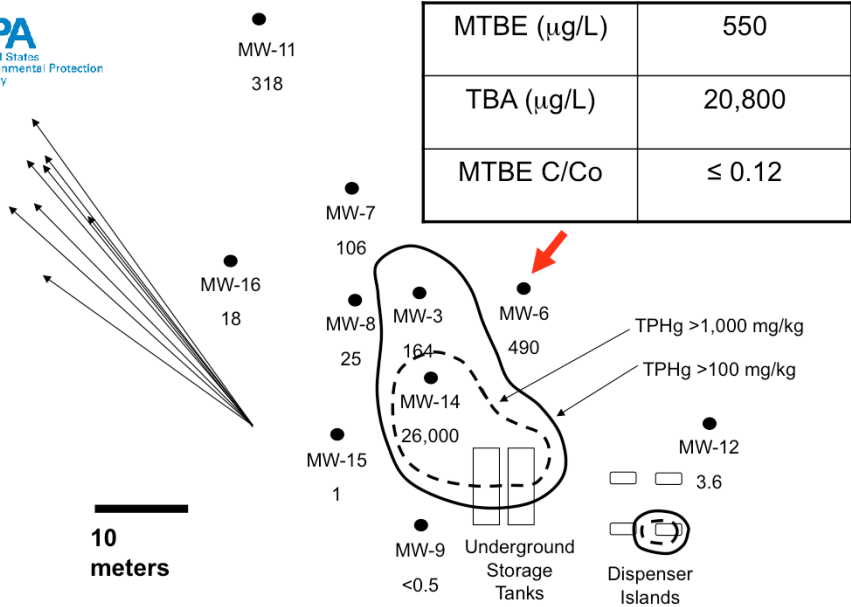 PA
d States
nmental Protection
y
MW-11
318
MTBE (µg/L) 550
TBA (µg/L) 20,800
MTBE C/Co ≤ 0.12
MW-7
106
MW-16
18
MW-8
25
MW-3
164
MW-6
490
TPHg >1,000 mg/kg
TPHg >100 mg/kg
MW-14
26,000
MW-12
3.6
MW-15
1
10
meters
MW-9
<0.5
Underground
Storage
Tanks
Dispenser
Islands